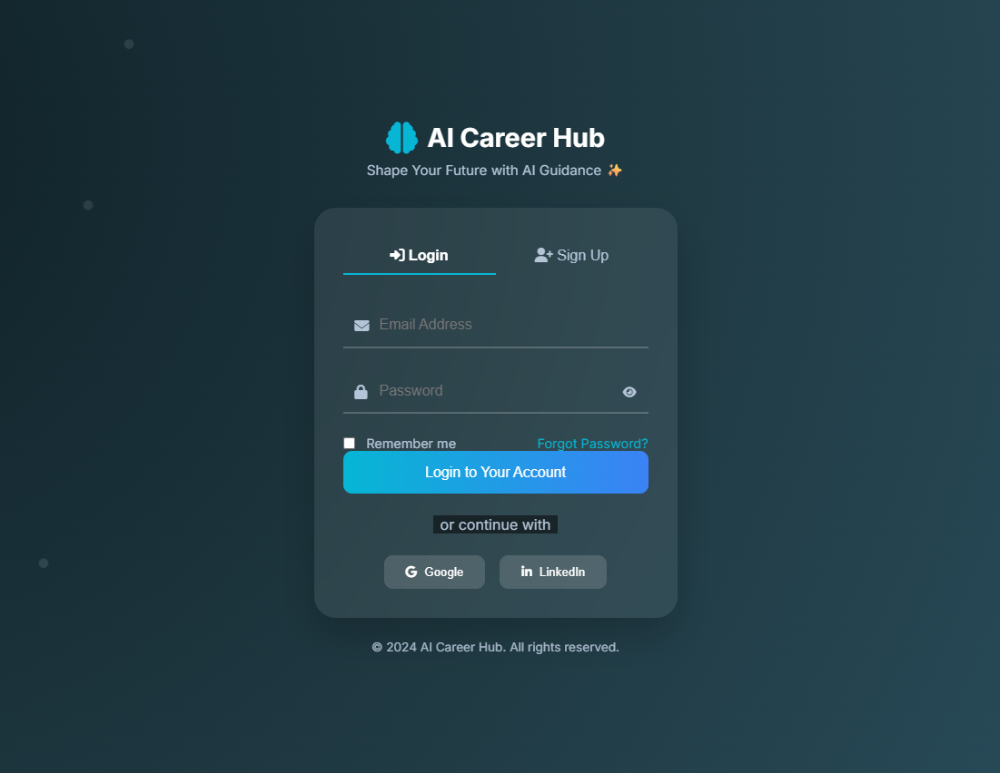 AI Career Hub
Shape Your Future with AI Guidance ✨
Login
Sign Up
Email Address
Password
Remember me
Forgot Password?
Login to Your Account
or continue with
Google
LinkedIn
© 2024 AI Career Hub. All rights reserved.